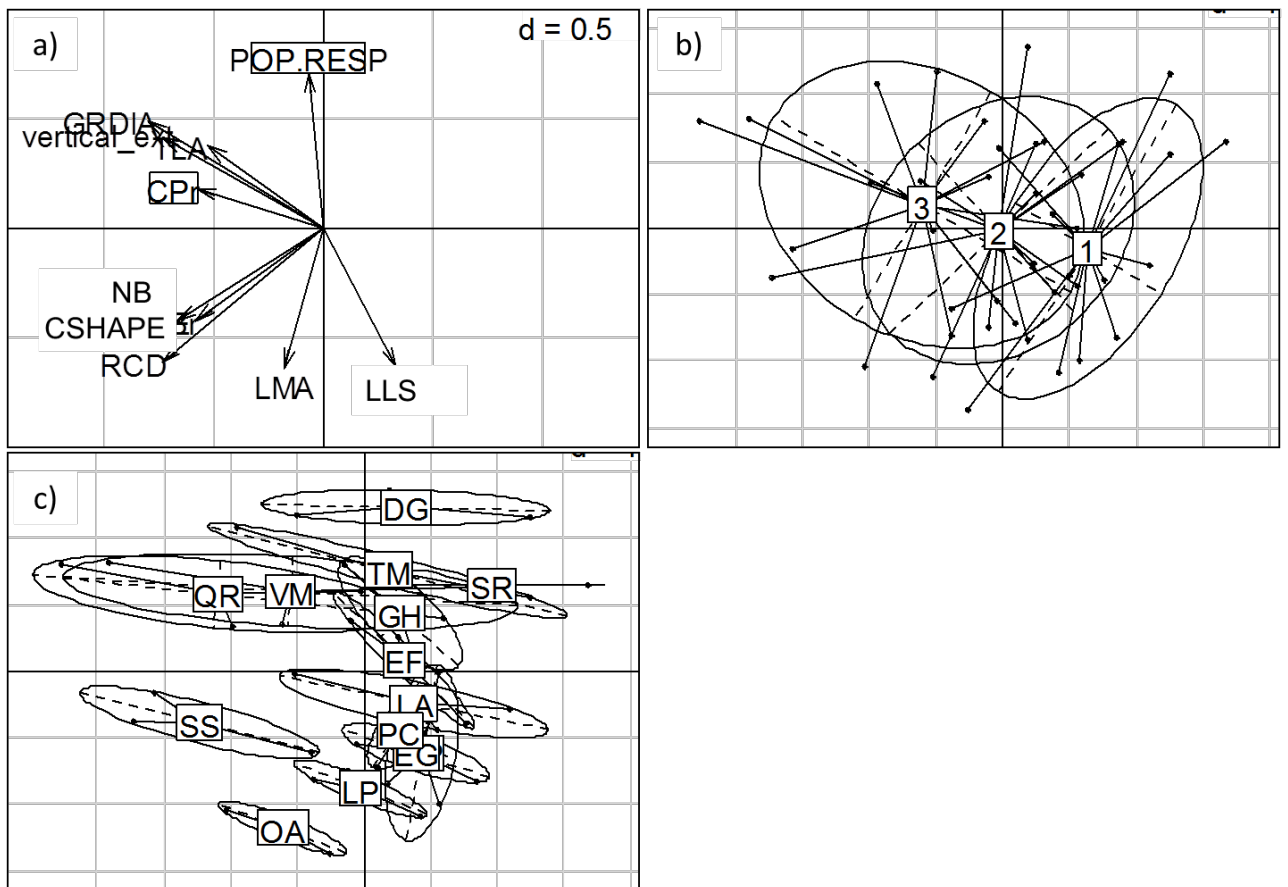 a)
d = 0.5
POP.RESP
GRDIA
vertical_ext
TLA
CPr
NB
CSHAPE
RCD
LMA
LLS
b)
3
2
1
c)
DG
TM
QR
VM
SR
GH
EF
LA
SS
PC
EG
LP
OA